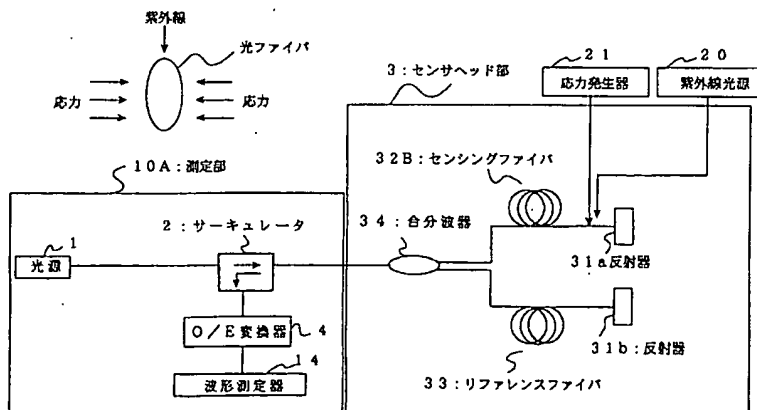 紫外線
光ファイバ
応力
応力
21
20
3:センサヘッド部
応力発生器
紫外線光源
10A:測定部
32B:センシングファイバ
34:合分波器
2:サーキュレータ
1
光源
31a反射器
O/E変換器
4
14
波形測定器
31b:反射器
33:リファレンスファイバ